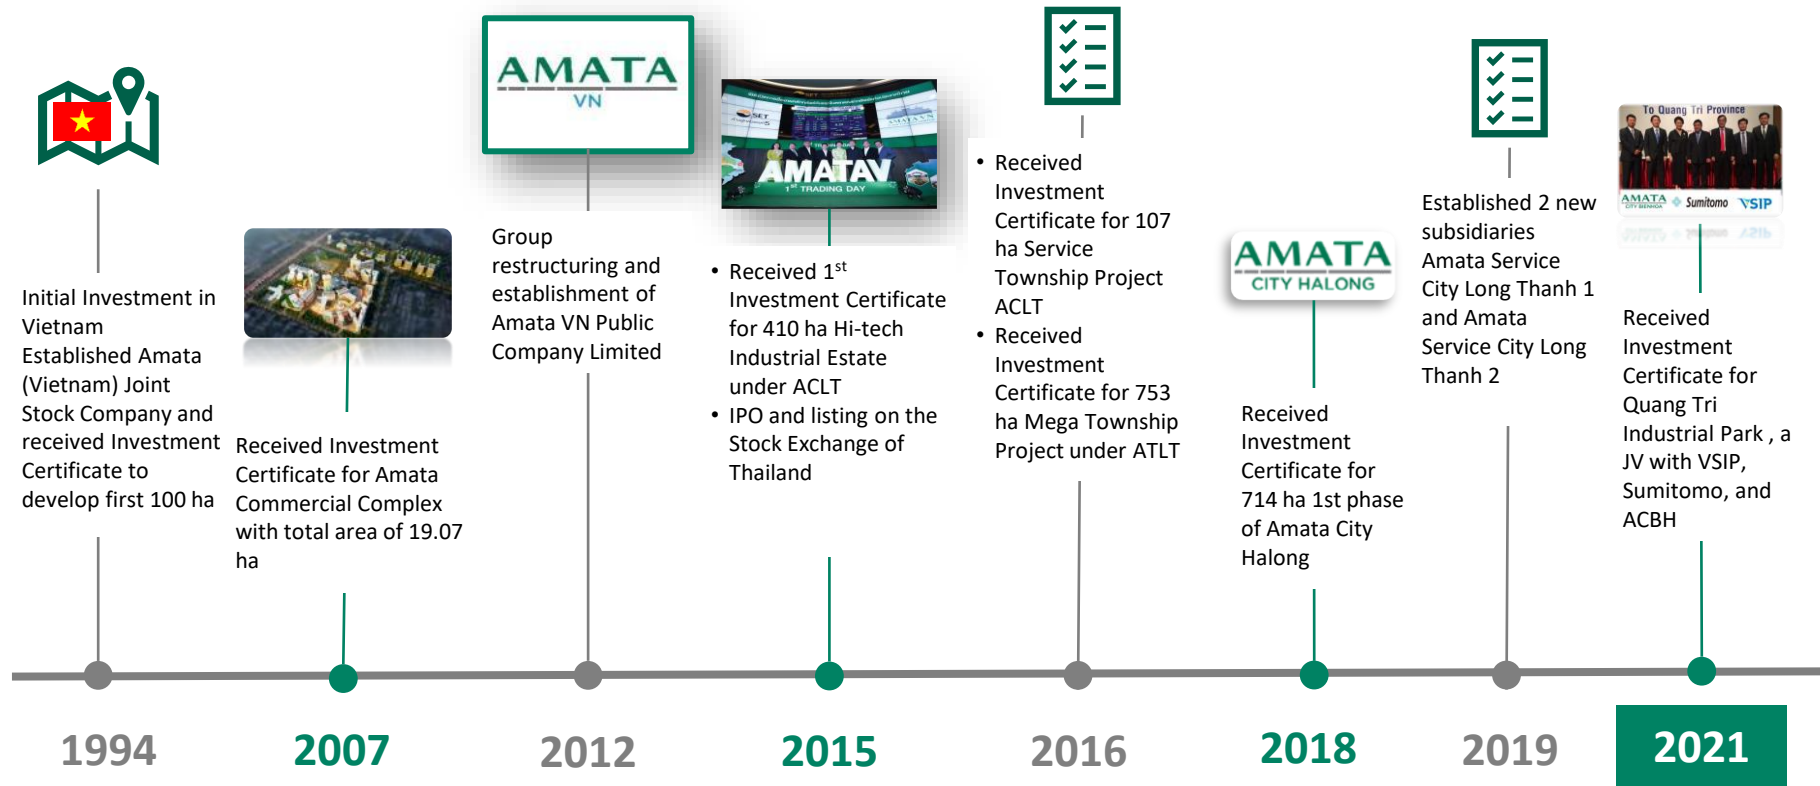 Initial Investment in
Vietnam
Established Amata
(Vietnam) Joint
Stock Company and
received Investment
Certificate to
develop first 100 ha
Received Investment
Certificate for Amata
Commercial Complex
with total area of 19.07
ha
AMATA
VN
Group
restructuring and
establishment of
Amata VN Public
Company Limited
SET
AMATA VN
AMATAV
1ST TRADING DAY
• Received 1st
Investment Certificate
for 410 ha Hi-tech
Industrial Estate
under ACLT
• IPO and listing on the
Stock Exchange of
Thailand
• Received
Investment
Certificate for 107
ha Service
Township Project
ACLT
• Received
Investment
Certificate for 753
ha Mega Township
Project under ATLT
AMATA
CITY HALONG
Received
Investment
Certificate for
714 ha 1st phase
of Amata City
Halong
Established 2 new
subsidiaries
Amata Service
City Long Thanh 1
and Amata
Service City Long
Thanh 2
To Quang Tri Province
AMATA
CITY BIENHOA
Sumitomo
VSIP
Received
Investment
Certificate for
Quang Tri
Industrial Park , a
JV with VSIP,
Sumitomo, and
ACBH
1994
2007
2012
2015
2016
2018
2019
2021